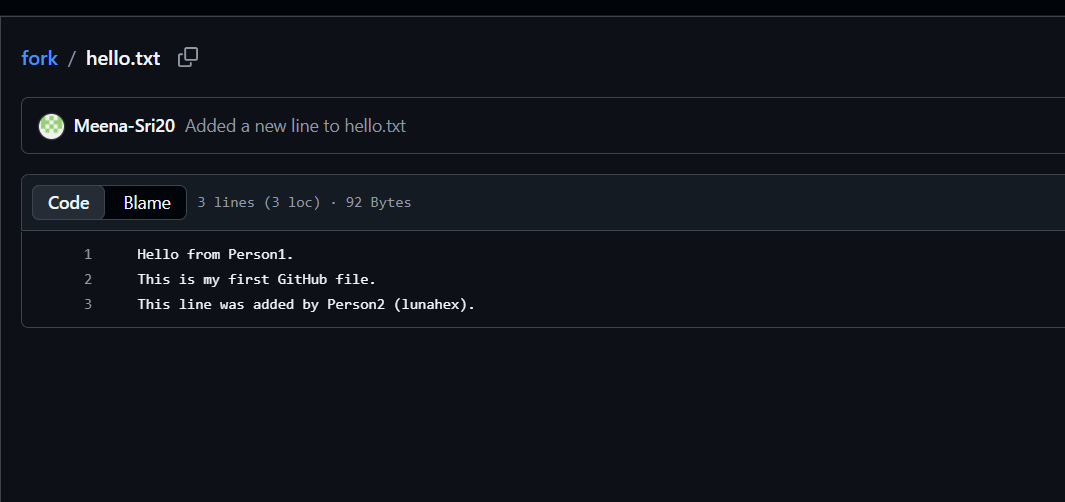 fork / hello.txt
Meena-Sri20 Added a new line to hello.txt
Code Blame 3 lines (3 loc) · 92 Bytes
1 Hello from Person1.
2 This is my first GitHub file.
3 This line was added by Person2 (lunahex).